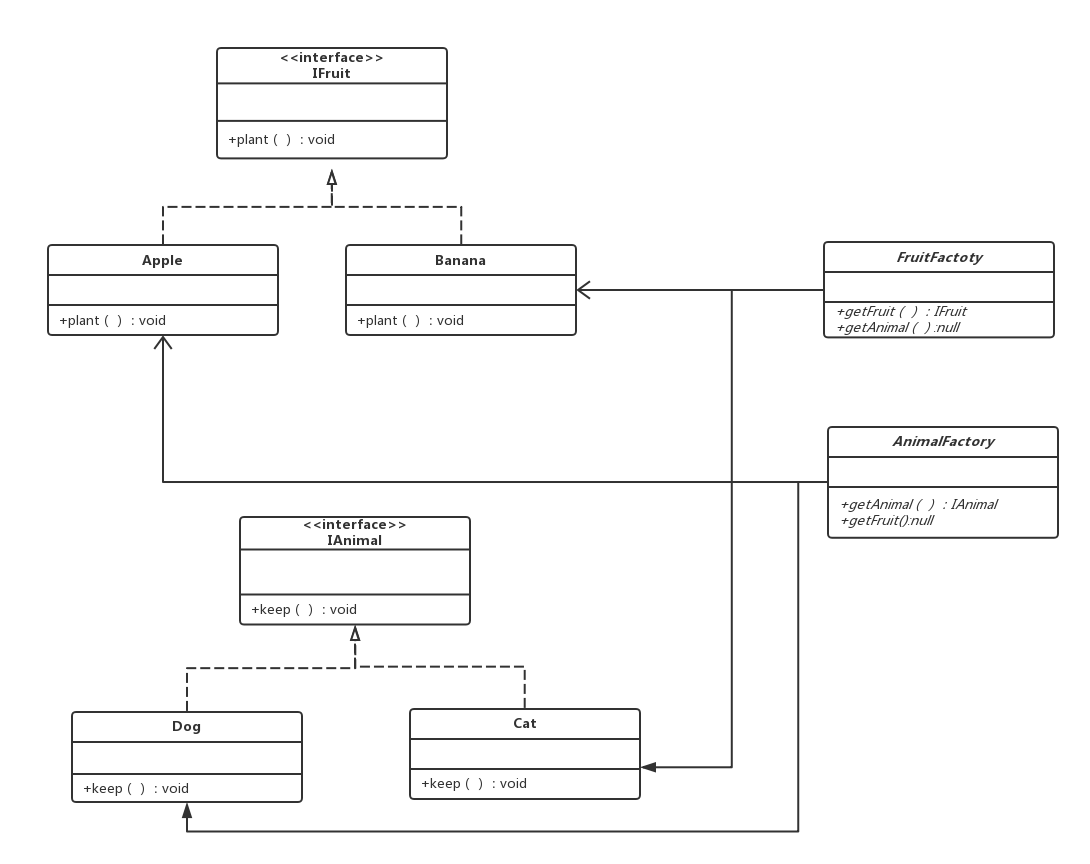 <<interface>>
IFruit
+plant (  )  : void
Apple
+plant (  )  : void
Banana
+plant (  )  : void
FruitFactoty
+getFruit (  )  : IFruit
+getAnimal (  ) :null
AnimalFactory
+getAnimal (  )  : IAnimal
+getFruit():null
<<interface>>
IAnimal
+keep (  )  : void
Dog
+keep (  )  : void
Cat
+keep (  )  : void